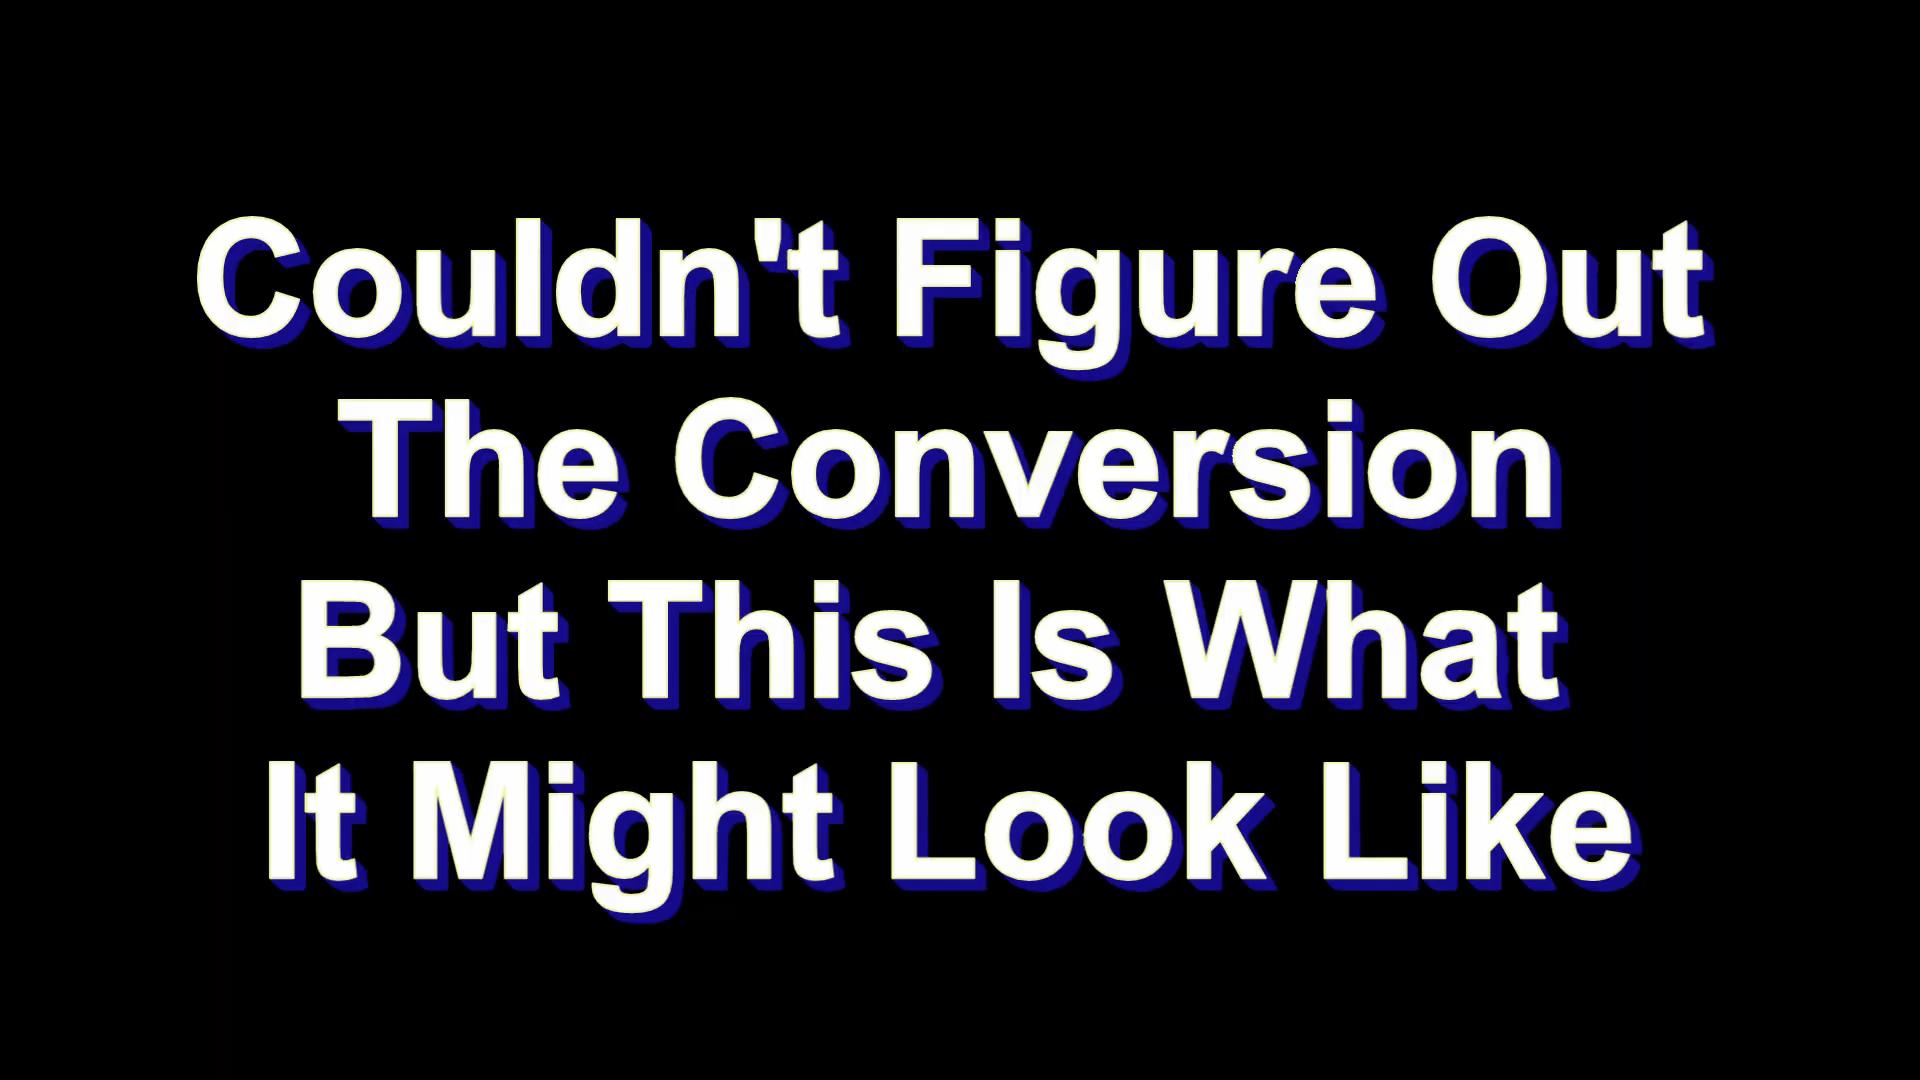 Couldn't Figure Out
The Conversion
But This Is What
It Might Look Like